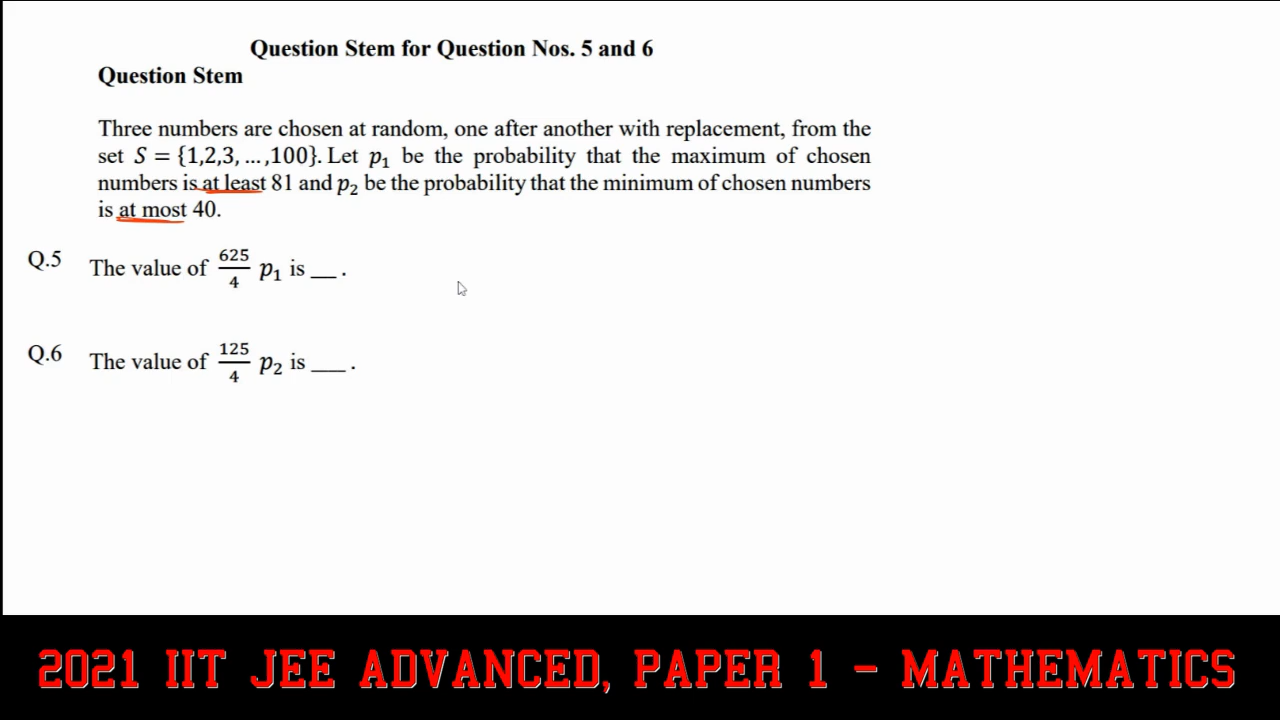 Question Stem for Question Nos. 5 and 6
Question Stem
Three numbers are chosen at random, one after another with replacement, from the
set S = {1,2,3, ... ,100}. Let p₁ be the probability that the maximum of chosen
numbers is at least 81 and p₂ be the probability that the minimum of chosen numbers
is at most 40.
Q.5 The value of 625/4 p₁ is __ .
Q.6 The value of 125/4 p₂ is ___ .
2021 IIT JEE ADVANCED, PAPER 1 - MATHEMATICS